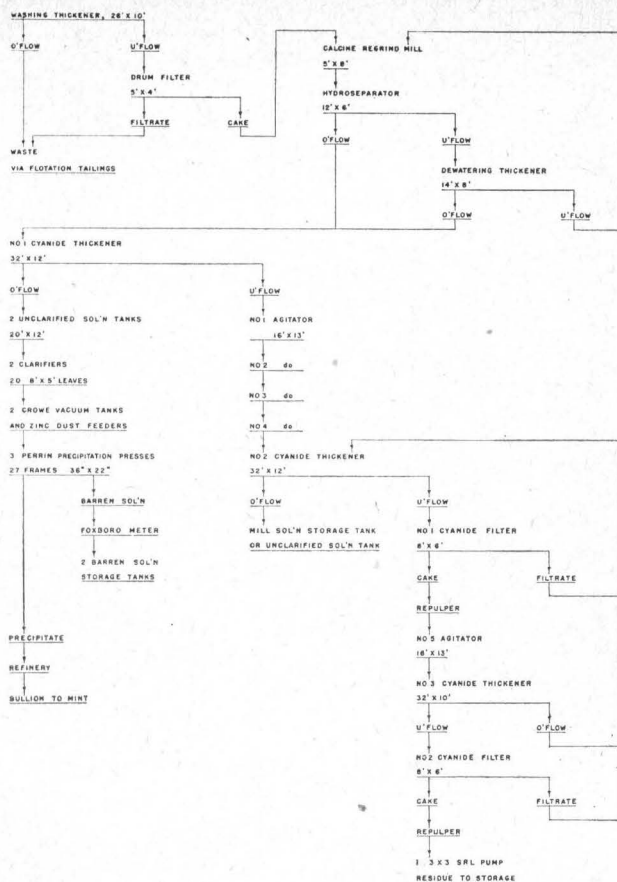 WASHING THICKENER, 26' X 10'
O'FLOW
U'FLOW
DRUM FILTER
5' X 4'
FILTRATE
CAKE
WASTE
VIA FLOTATION TAILINGS
CALCINE REGRIND MILL
5' X 8'
HYDROSEPARATOR
12' X 6'
O'FLOW
U'FLOW
DEWATERING THICKENER
14' X 8'
O'FLOW
U'FLOW
NO 1 CYANIDE THICKENER
32' X 12'
O'FLOW
2 UNCLARIFIED SOL'N TANKS
20' X 12'
2 CLARIFIERS
20 8' X 5' LEAVES
2 CROWE VACUUM TANKS
AND ZINC DUST FEEDERS
3 PERRIN PRECIPITATION PRESSES
27 FRAMES 36" X 22"
BARREN SOL'N
FOXBORO METER
2 BARREN SOL'N
STORAGE TANKS
PRECIPITATE
REFINERY
BULLION TO MINT
U'FLOW
NO 1 AGITATOR
16' X 13'
NO 2 do
NO 3 do
NO 4 do
NO 2 CYANIDE THICKENER
32' X 12'
O'FLOW
MILL SOL'N STORAGE TANK
OR UNCLARIFIED SOL'N TANK
U'FLOW
NO 1 CYANIDE FILTER
8' X 6'
CAKE
FILTRATE
REPULPER
NO 5 AGITATOR
16' X 13'
NO 3 CYANIDE THICKENER
32' X 10'
U'FLOW
O'FLOW
NO 2 CYANIDE FILTER
8' X 6'
CAKE
FILTRATE
REPULPER
1. 3 X 3 SRL PUMP
RESIDUE TO STORAGE